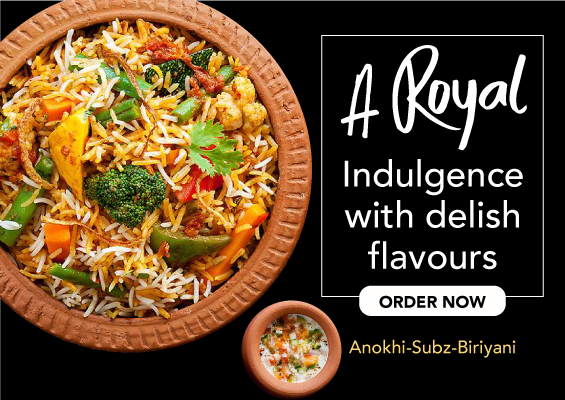 A Royal
Indulgence
with delish
flavours
ORDER NOW
Anokhi-Subz-Biriyani